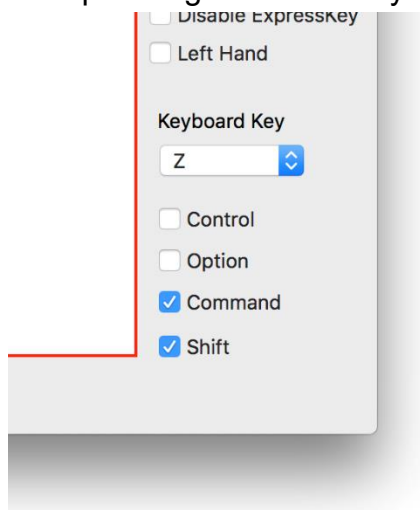 Disable ExpressKey
Left Hand
Keyboard Key
Z
Control
Option
Command
Shift